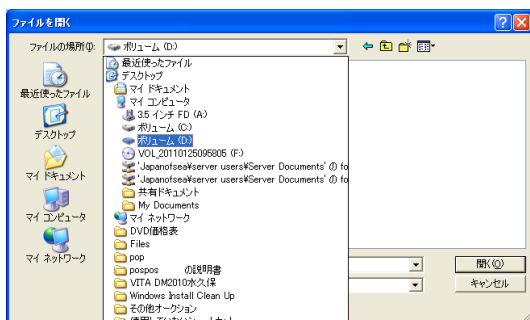 ファイルを開く
ファイルの場所(I):
ボリューム (D:)
最近使ったファイル
デスクトップ
マイ ドキュメント
マイ コンピュータ
マイ ネットワーク
最近使ったファイル
デスクトップ
マイ ドキュメント
マイ コンピュータ
3.5 インチ FD (A:)
ボリューム (C:)
ボリューム (D:)
VOL_20110125095805 (F:)
'Japanofsea¥server users¥Server Documents' の fo
'Japanofsea¥server users¥Server Documents' の fo
共有ドキュメント
My Documents
マイ ネットワーク
DVD価格表
Files
pop
pospos の説明書
VITA DM2010水久保
Windows Install Clean Up
その他オークション
開く(O)
キャンセル